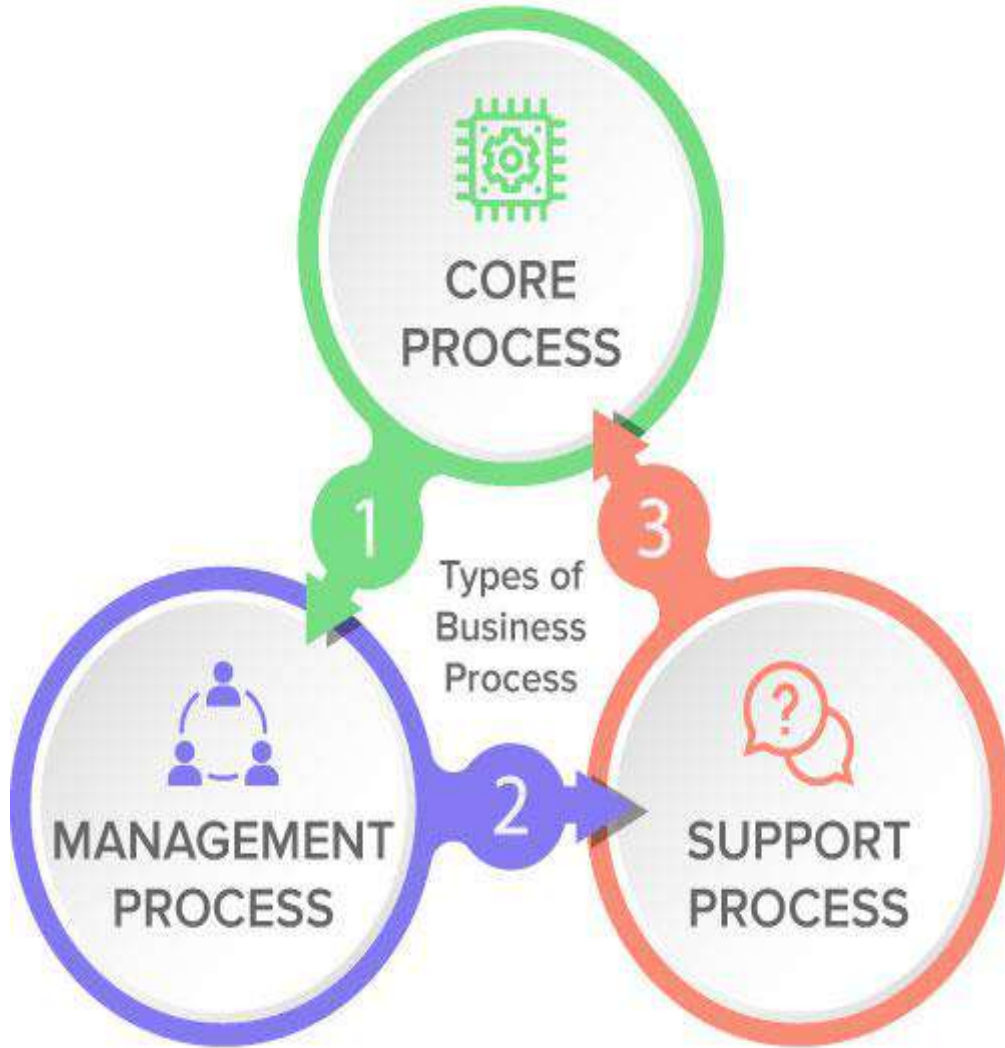 CORE
PROCESS
1
3
Types of
Business
Process
?
MANAGEMENT
PROCESS
2
SUPPORT
PROCESS